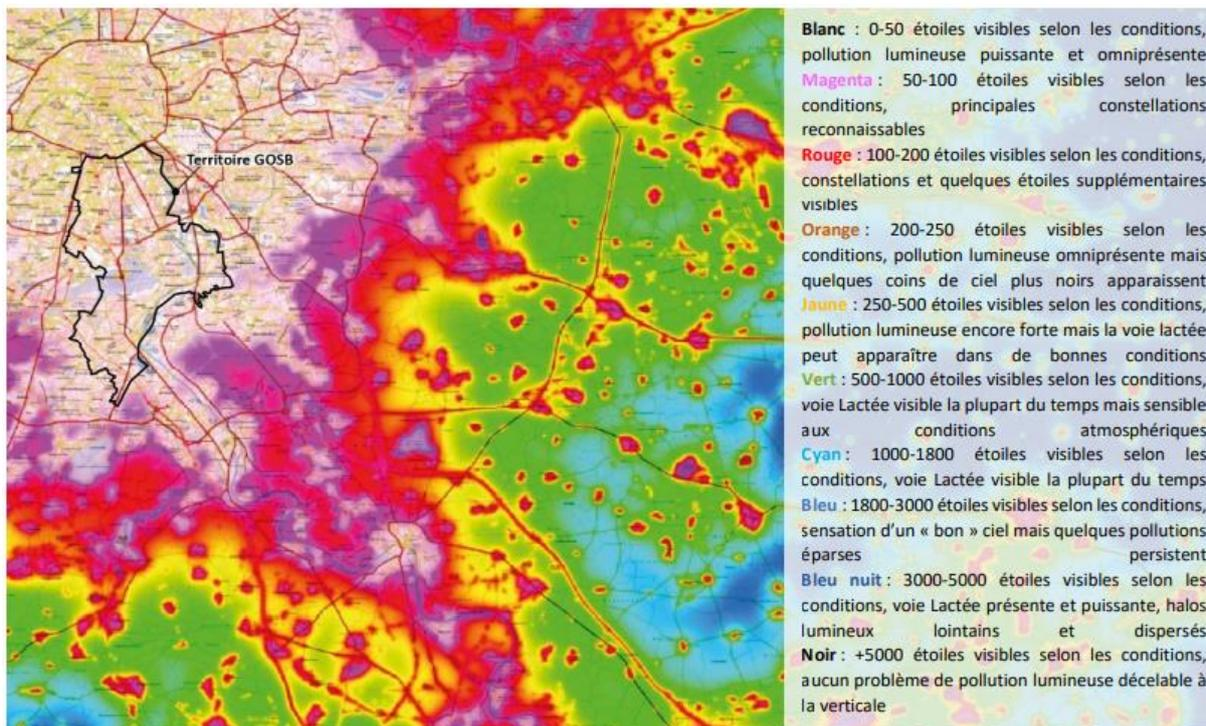 Territoire GOSB
Blanc : 0-50 étoiles visibles selon les conditions,
pollution lumineuse puissante et omniprésente
Magenta : 50-100 étoiles visibles selon les
conditions, principales constellations
reconnaissables
Rouge : 100-200 étoiles visibles selon les conditions,
constellations et quelques étoiles supplémentaires
visibles
Orange : 200-250 étoiles visibles selon les
conditions, pollution lumineuse omniprésente mais
quelques coins de ciel plus noirs apparaissent
Jaune : 250-500 étoiles visibles selon les conditions,
pollution lumineuse encore forte mais la voie lactée
peut apparaître dans de bonnes conditions
Vert : 500-1000 étoiles visibles selon les conditions,
voie Lactée visible la plupart du temps mais sensible
aux conditions atmosphériques
Cyan : 1000-1800 étoiles visibles selon les
conditions, voie Lactée visible la plupart du temps
Bleu : 1800-3000 étoiles visibles selon les conditions,
sensation d'un « bon » ciel mais quelques pollutions
éparses persistent
Bleu nuit : 3000-5000 étoiles visibles selon les
conditions, voie Lactée présente et puissante, halos
lumineux lointains et dispersés
Noir : +5000 étoiles visibles selon les conditions,
aucun problème de pollution lumineuse décelable à
la verticale